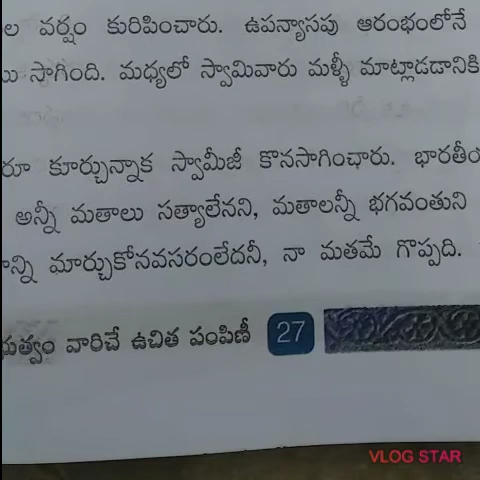 ల వర్షం కురిపించారు. ఉపన్యాసపు ఆరంభంలోనే
సాగింది. మధ్యలో స్వామివారు మళ్ళీ మాట్లాడడానికి
కూర్చున్నాక స్వామీజీ కొనసాగించారు. భారతీయ
అన్నీ మతాలు సత్యాలేనని, మతాలన్నీ భగవంతుని
మార్చుకోనవసరంలేదనీ, నా మతమే గొప్పది.
వారిచే ఉచిత పంపిణీ 27
VLOG STAR